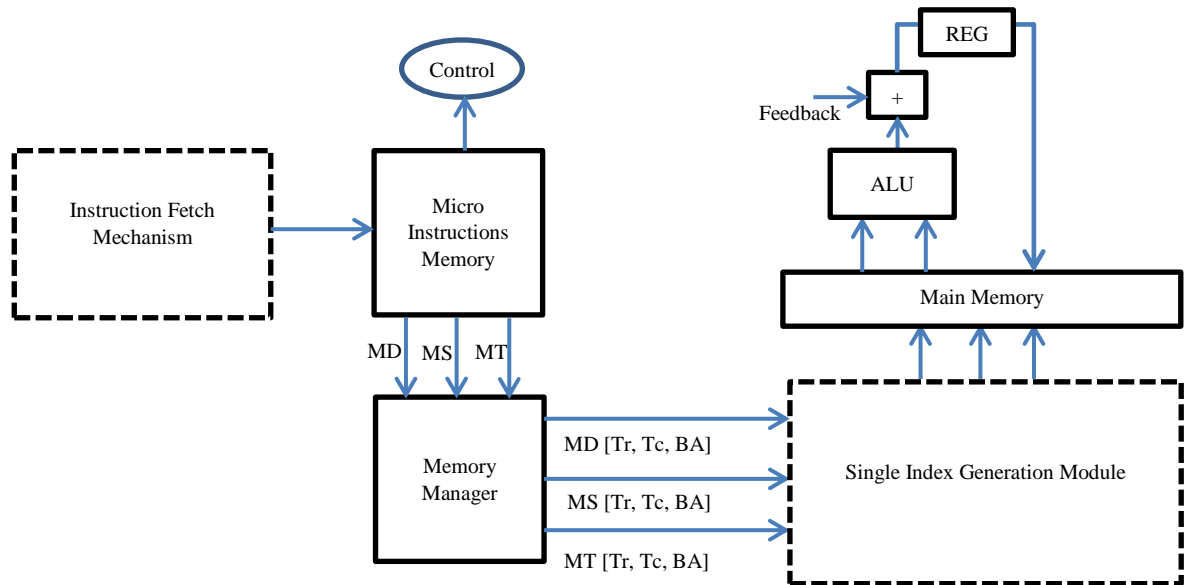 REG
Control
+
Feedback
ALU
Instruction Fetch
Mechanism
Micro
Instructions
Memory
Main Memory
MD
MS
MT
Memory
Manager
MD [Tr, Tc, BA]
MS [Tr, Tc, BA]
MT [Tr, Tc, BA]
Single Index Generation Module